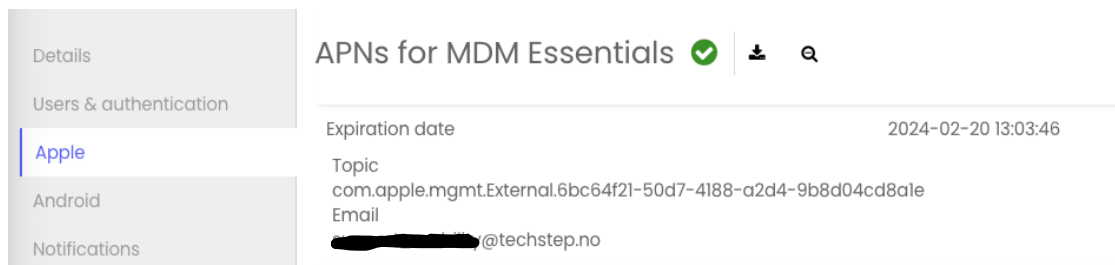 Details
Users & authentication
Apple
Android
Notifications
APNs for MDM Essentials
Expiration date 2024-02-20 13:03:46
Topic
com.apple.mgmt.External.6bc64f21-50d7-4188-a2d4-9b8d04cd8a1e
Email
@techstep.no